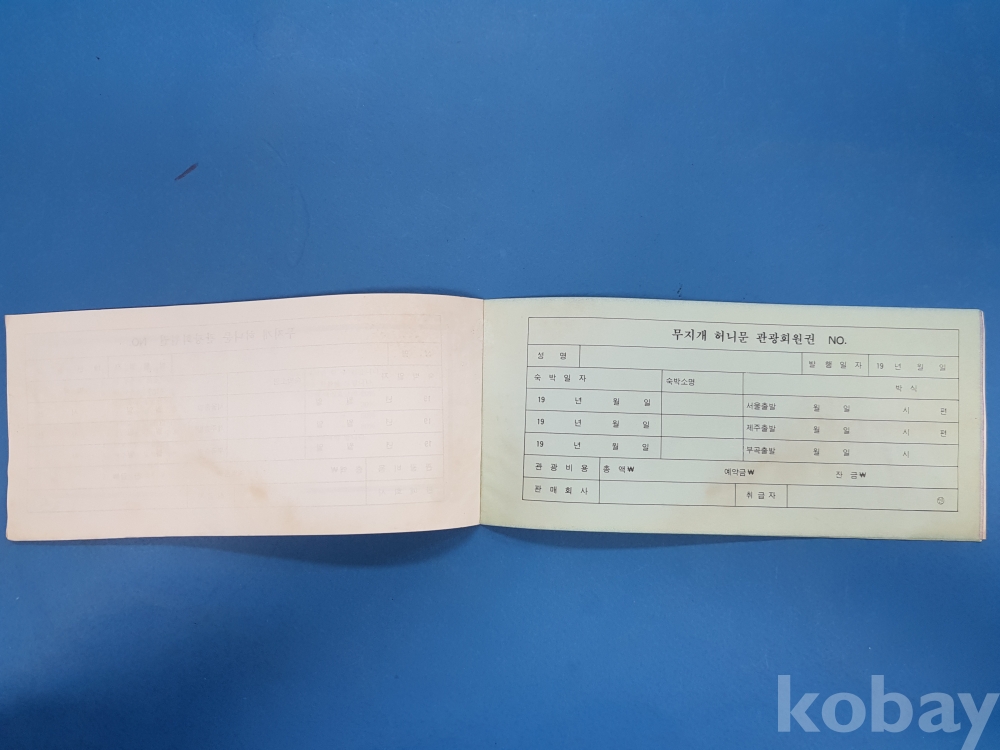 무지개 허니문 관광회원권 NO.
성 명 발 행 일 자 19 년 월 일
숙 박 일 자 숙박소명 박 식
19 년 월 일 서울출발 월 일 시 편
19 년 월 일 제주출발 월 일 시 편
19 년 월 일 부곡출발 월 일 시
관 광 비 용 총 액₩ 예약금₩ 잔 금₩
판 매 회 사 취 급 자 ㊞
kobay